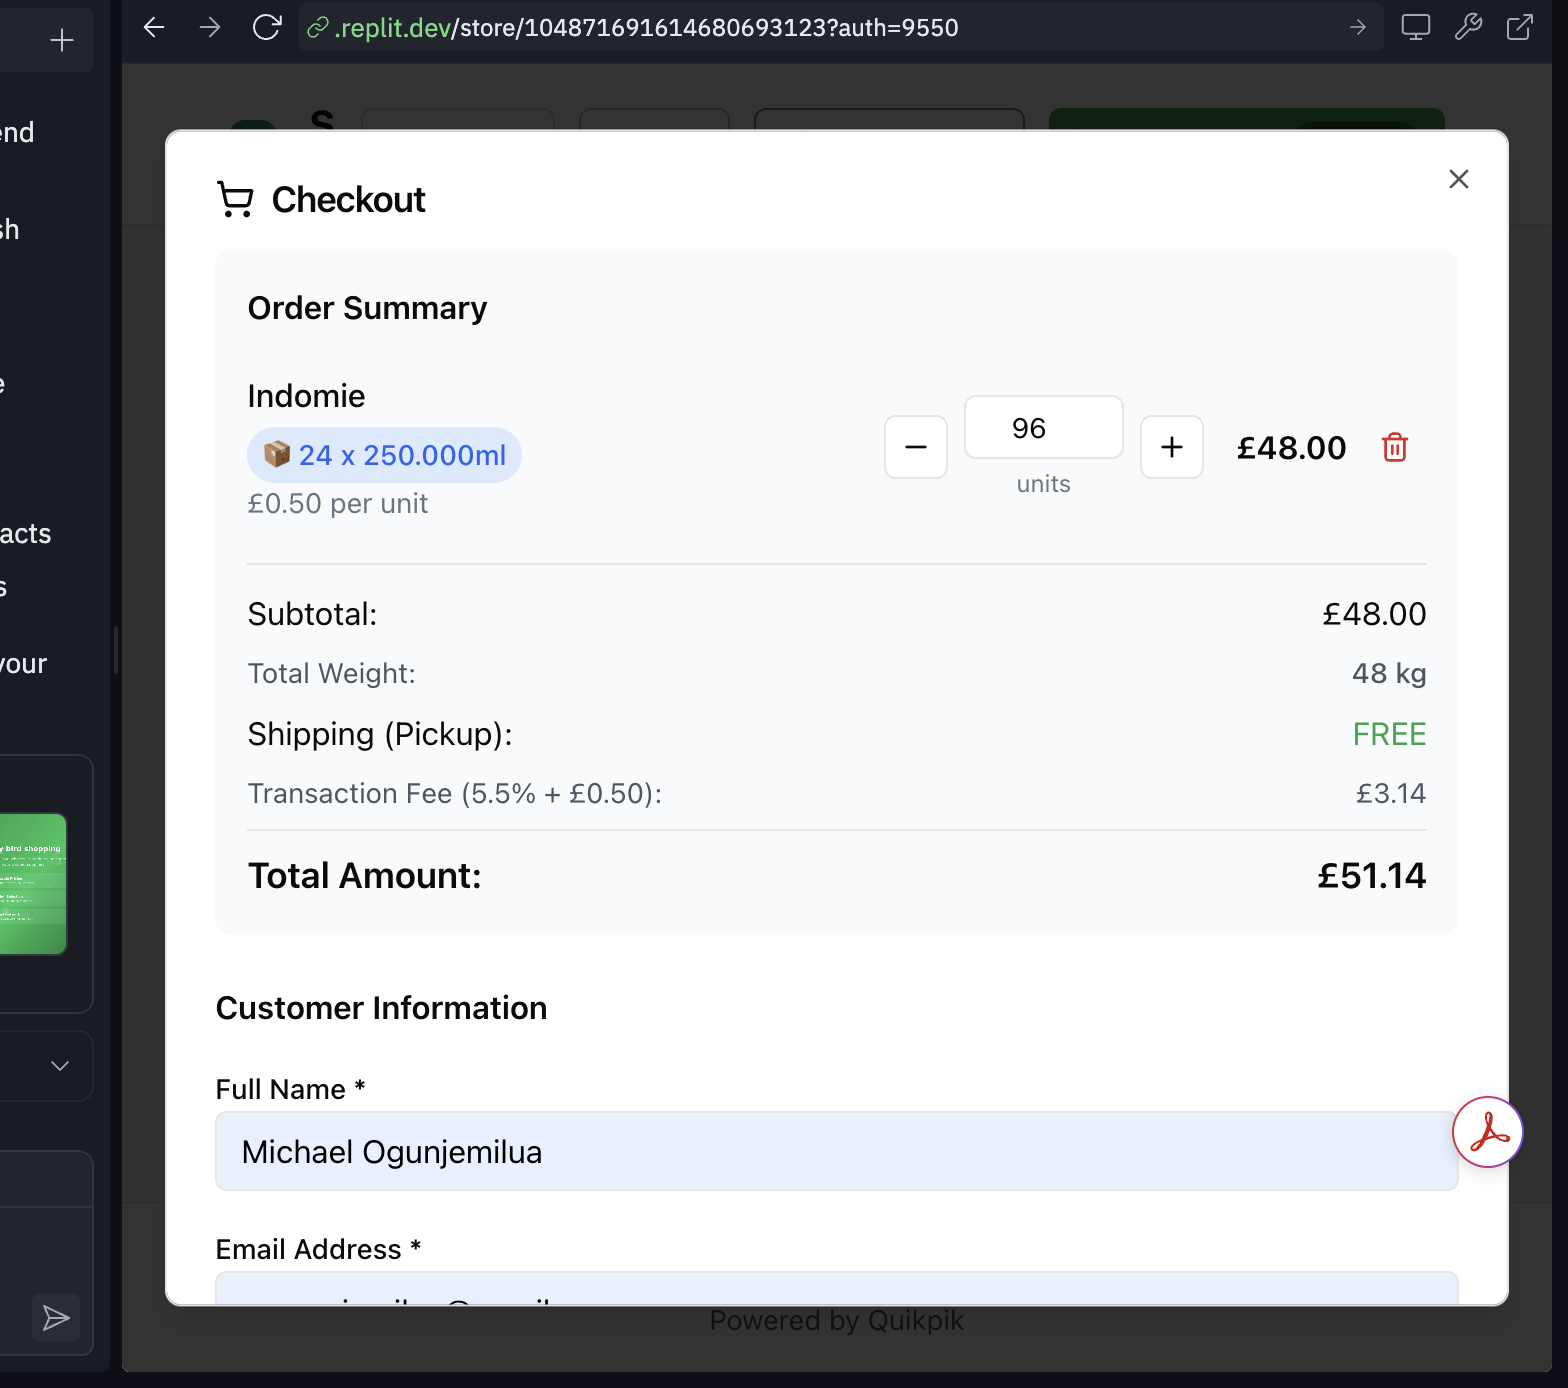 .replit.dev/store/104871691614680693123?auth=9550
end
sh
e
acts
s
your
y bird shopping
S
Checkout
Order Summary
Indomie
📦 24 x 250.000ml
£0.50 per unit
96
units
£48.00
Subtotal:
£48.00
Total Weight:
48 kg
Shipping (Pickup):
FREE
Transaction Fee (5.5% + £0.50):
£3.14
Total Amount:
£51.14
Customer Information
Full Name *
Michael Ogunjemilua
Email Address *
Powered by Quikpik